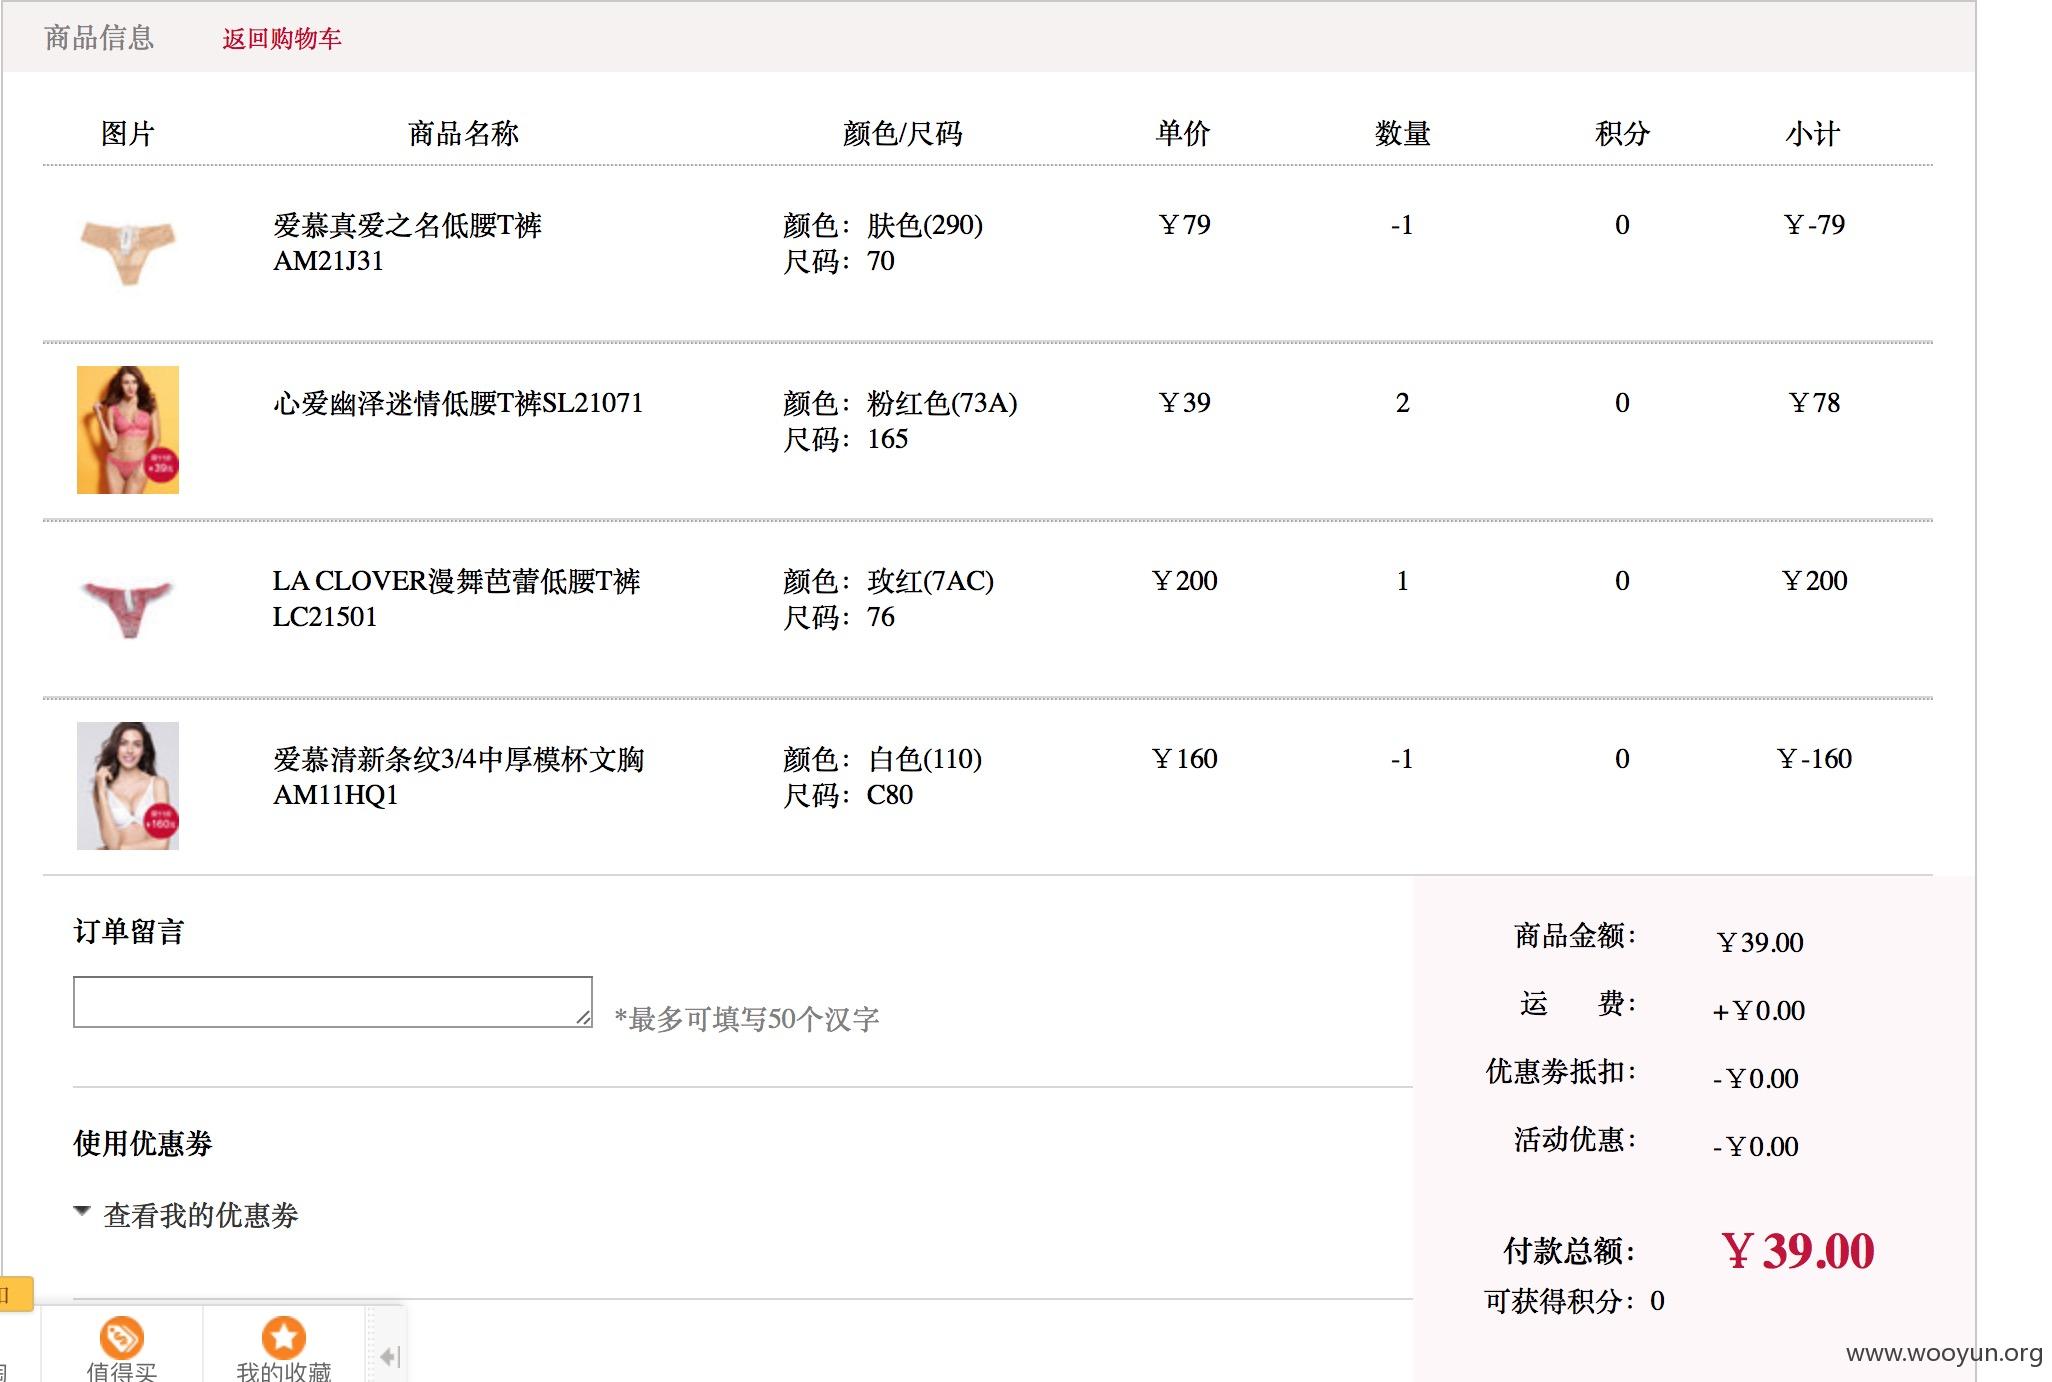 商品信息 返回购物车
图片 商品名称 颜色/尺码 单价 数量 积分 小计
爱慕真爱之名低腰T裤 颜色：肤色(290) ￥79 -1 0 ￥-79
AM21J31 尺码：70
心爱幽泽迷情低腰T裤SL21071 颜色：粉红色(73A) ￥39 2 0 ￥78
尺码：165
+39元
LA CLOVER漫舞芭蕾低腰T裤 颜色：玫红(7AC) ￥200 1 0 ￥200
LC21501 尺码：76
爱慕清新条纹3/4中厚模杯文胸 颜色：白色(110) ￥160 -1 0 ￥-160
AM11HQ1 尺码：C80
+160元
订单留言
*最多可填写50个汉字
使用优惠券
查看我的优惠券
商品金额： ￥39.00
运 费： +￥0.00
优惠券抵扣： -￥0.00
活动优惠： -￥0.00
付款总额： ￥39.00
可获得积分：0
值得买 我的收藏
www.wooyun.org